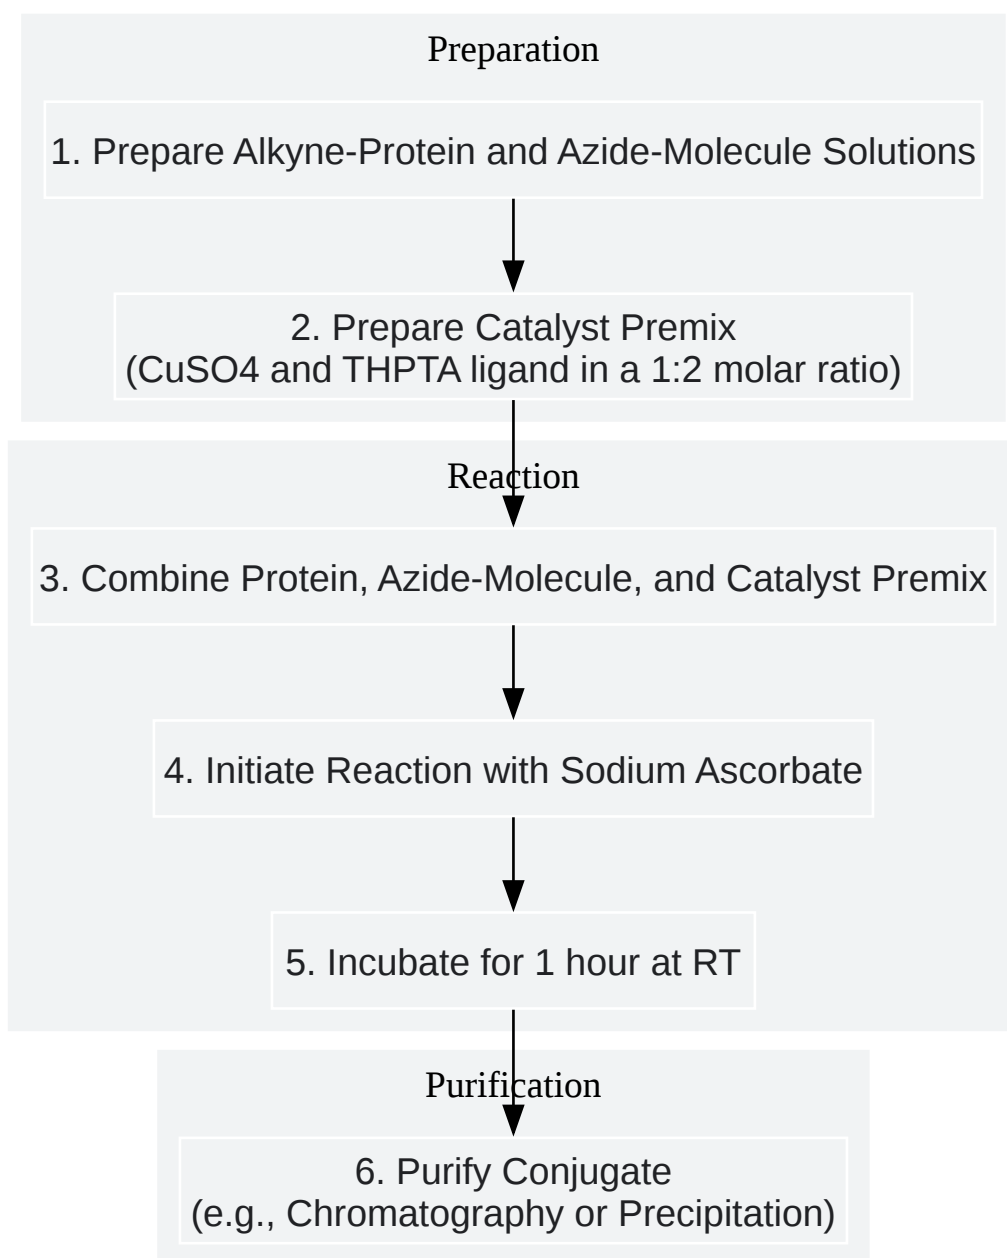 Preparation
1. Prepare Alkyne-Protein and Azide-Molecule Solutions
2. Prepare Catalyst Premix
(CuSO4 and THPTA ligand in a 1:2 molar ratio)
Reaction
3. Combine Protein, Azide-Molecule, and Catalyst Premix
4. Initiate Reaction with Sodium Ascorbate
5. Incubate for 1 hour at RT
Purification
6. Purify Conjugate
(e.g., Chromatography or Precipitation)